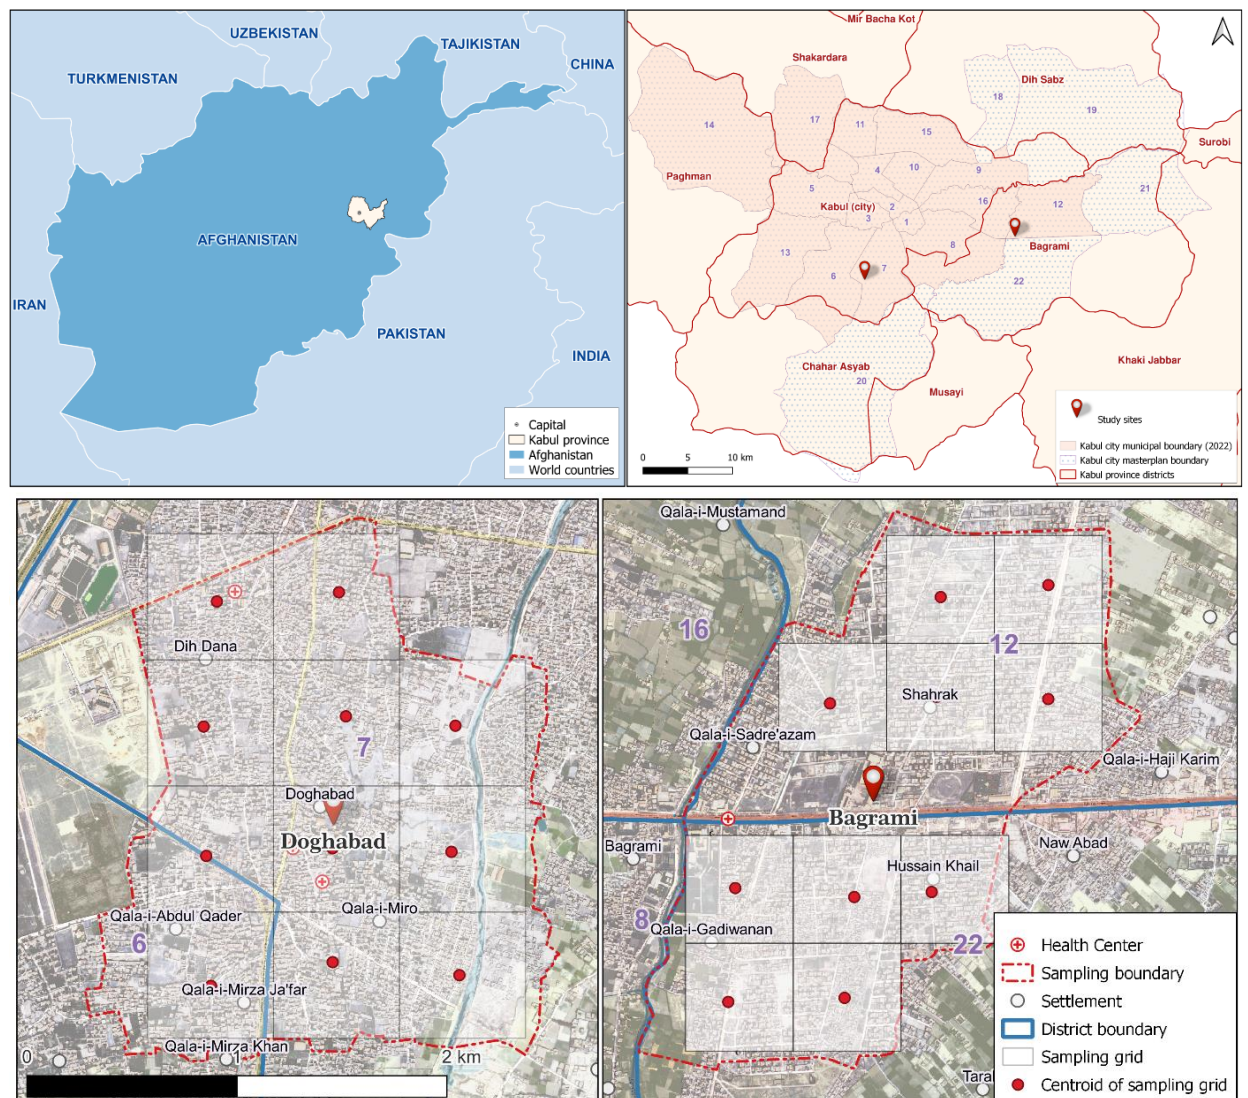 UZBEKISTAN
TAJIKISTAN
CHINA
TURKMENISTAN
AFGHANISTAN
IRAN
PAKISTAN
INDIA
Capital
Kabul province
Afghanistan
World countries
Mir Bacha Kot
Shakardara
Dih Sabz
18
19
14
17
11
15
Surobi
4
10
9
Paghman
5
21
16
12
Kabul (city)
2
3
1
8
Bagrami
13
6
7
22
Chahar Asyab
20
Musayi
Khaki Jabbar
0 5 10 km
Study sites
Kabul city municipal boundary (2022)
Kabul city masterplan boundary
Kabul province districts
Dih Dana
7
Doghabad
Doghabad
Qala-i-Abdul Qader
Qala-i-Miro
6
Qala-i-Mirza Ja'far
Qala-i-Mirza Khan
0 1 2 km
Qala-i-Mustamand
16
12
Shahrak
Qala-i-Sadre'azam
Qala-i-Haji Karim
Bagrami
Bagrami
Naw Abad
Hussain Khail
8
Qala-i-Gadiwanan
22
Tara
Health Center
Sampling boundary
Settlement
District boundary
Sampling grid
Centroid of sampling grid